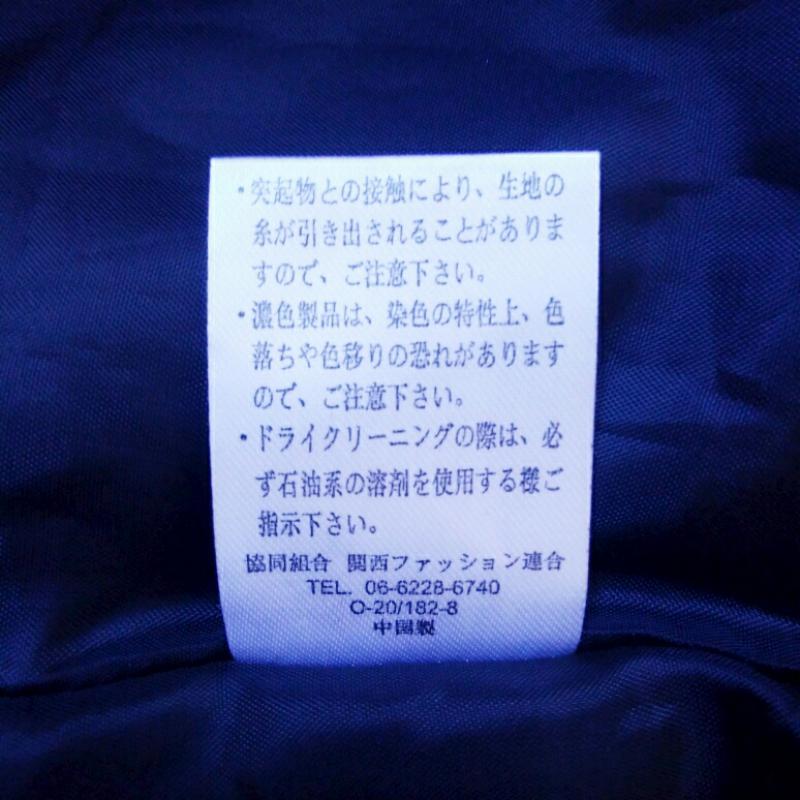 ・突起物との接触により、生地の
糸が引き出されることがありま
すので、ご注意下さい。
・濃色製品は、染色の特性上、色
落ちや色移りの恐れがあります
ので、ご注意下さい。
・ドライクリーニングの際は、必
ず石油系の溶剤を使用する様ご
指示下さい。
協同組合 関西ファッション連合
TEL. 06-6228-6740
O-20/182-8
中国製